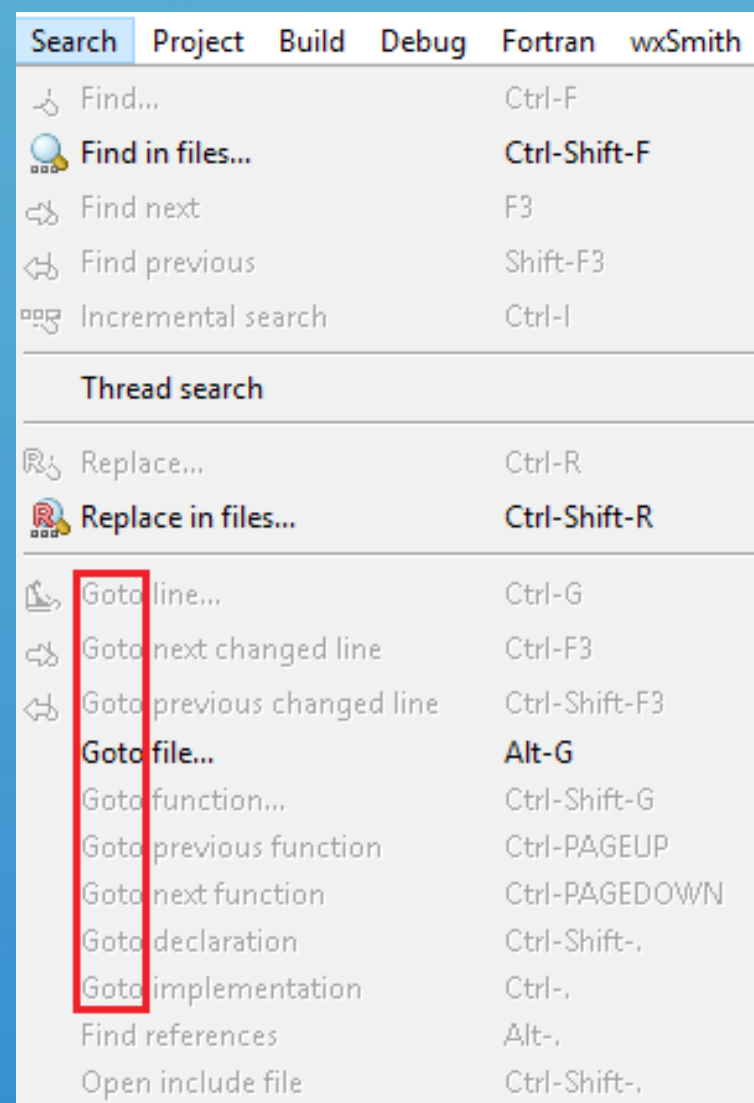 Search Project Build Debug Fortran wxSmith
Find... Ctrl-F
Find in files... Ctrl-Shift-F
Find next F3
Find previous Shift-F3
Incremental search Ctrl-I
Thread search
Replace... Ctrl-R
Replace in files... Ctrl-Shift-R
Goto line... Ctrl-G
Goto next changed line Ctrl-F3
Goto previous changed line Ctrl-Shift-F3
Goto file... Alt-G
Goto function... Ctrl-Shift-G
Goto previous function Ctrl-PAGEUP
Goto next function Ctrl-PAGEDOWN
Goto declaration Ctrl-Shift-.
Goto implementation Ctrl-.
Find references Alt-.
Open include file Ctrl-Shift-.